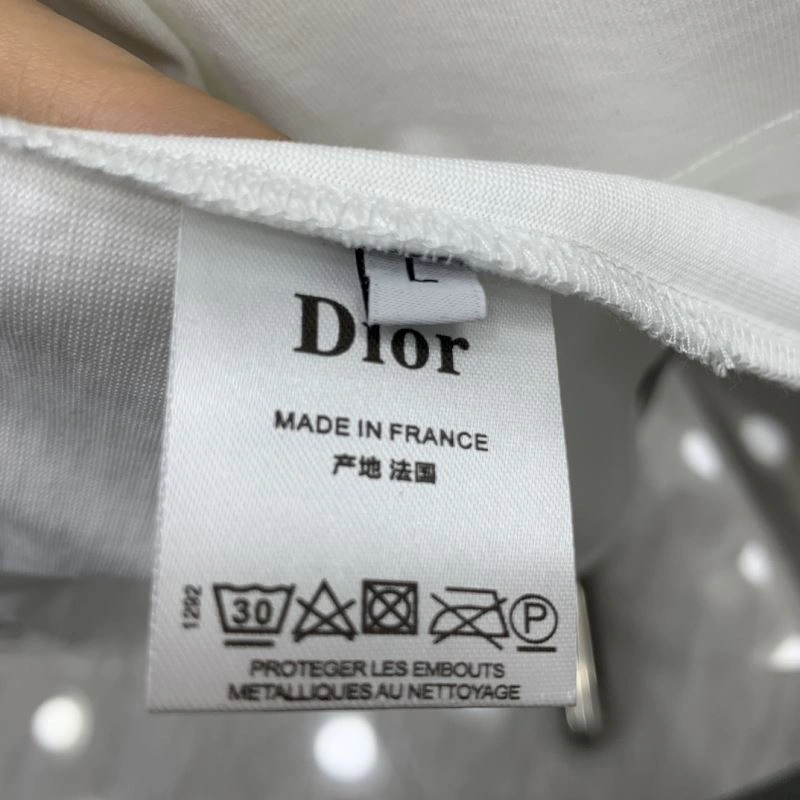 L
Dior
MADE IN FRANCE
产地 法国
1292
30 P
PROTEGER LES EMBOUTS
METALLIQUES AU NETTOYAGE